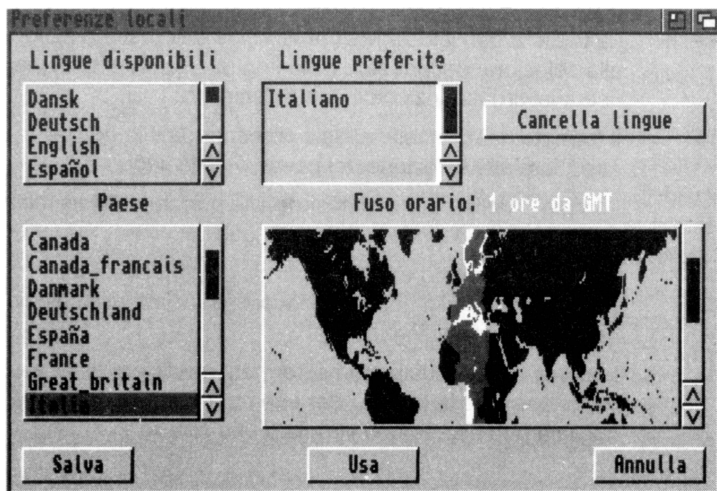 Preferenze locali
Lingue disponibili
Dansk
Deutsch
English
Español
Lingue preferite
Italiano
Cancella lingue
Paese
Canada
Canada_francais
Danmark
Deutschland
España
France
Great_britain
Italia
Fuso orario: 1 ore da GMT
Salva
Usa
Annulla